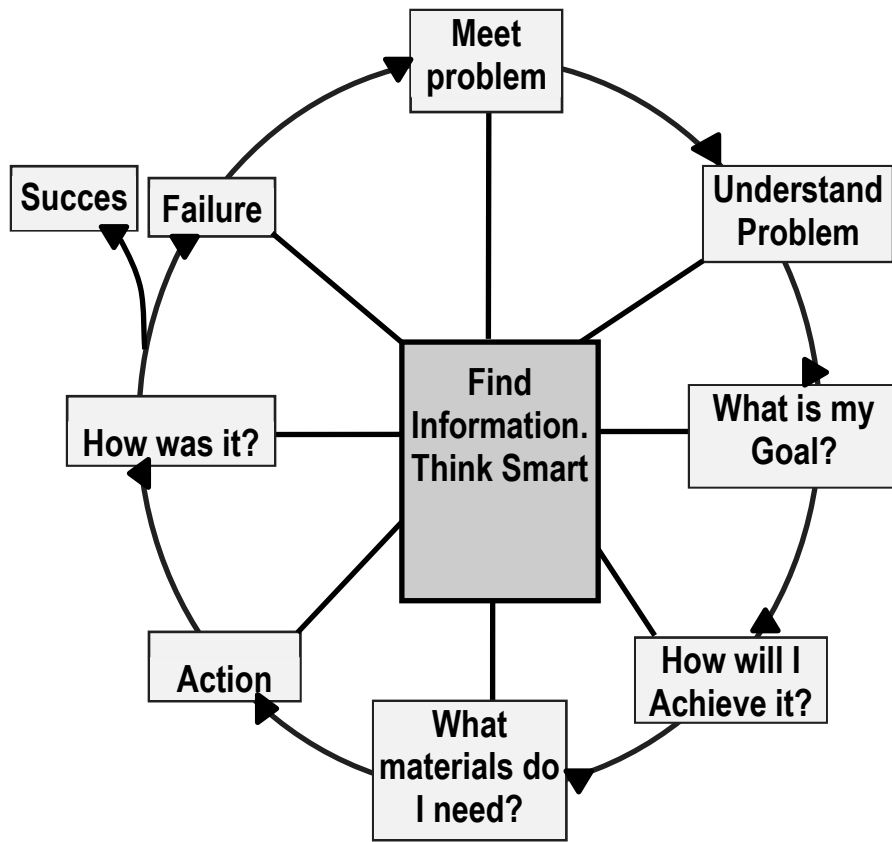 Meet
problem
Understand
Problem
What is my
Goal?
How will I
Achieve it?
What
materials do
I need?
Action
How was it?
Failure
Succes
Find
Information.
Think Smart